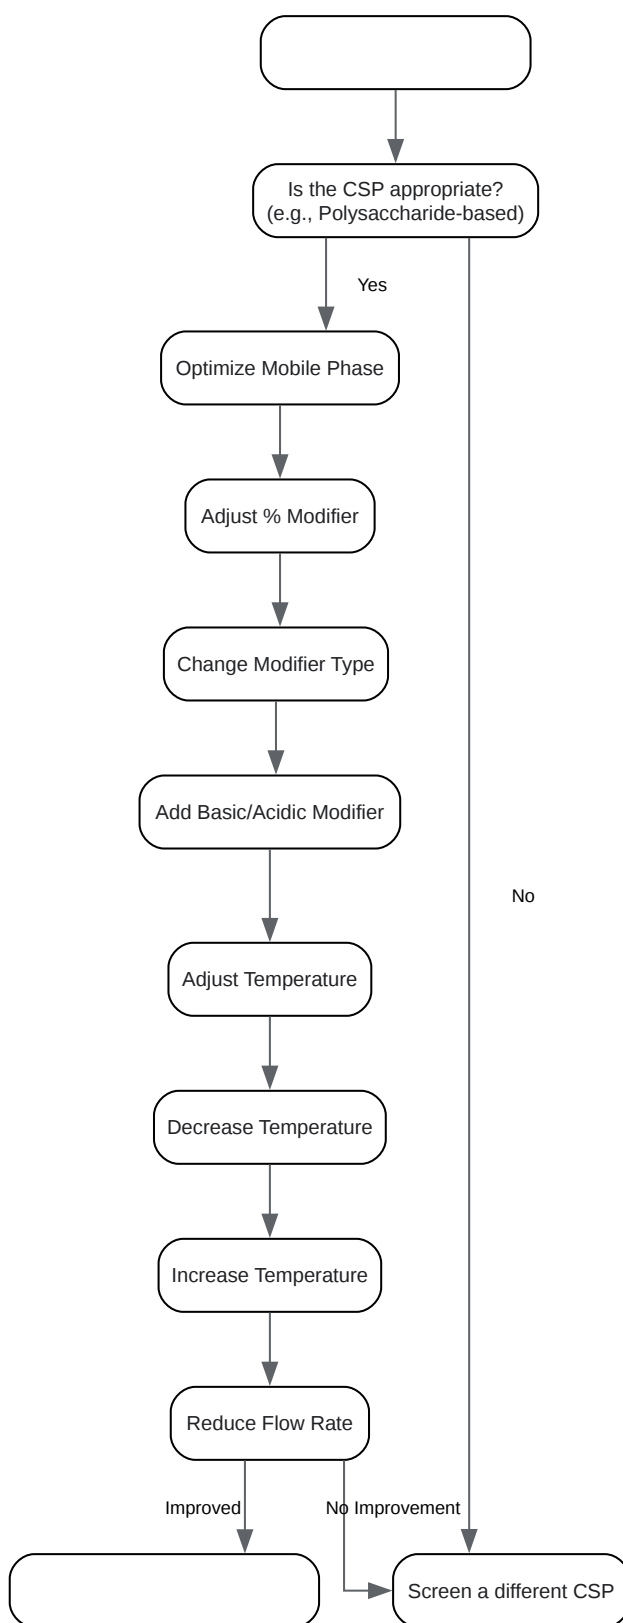 Is the CSP appropriate?
(e.g., Polysaccharide-based)
Yes
Optimize Mobile Phase
Adjust % Modifier
Change Modifier Type
Add Basic/Acidic Modifier
No
Adjust Temperature
Decrease Temperature
Increase Temperature
Reduce Flow Rate
Improved
No Improvement
Screen a different CSP